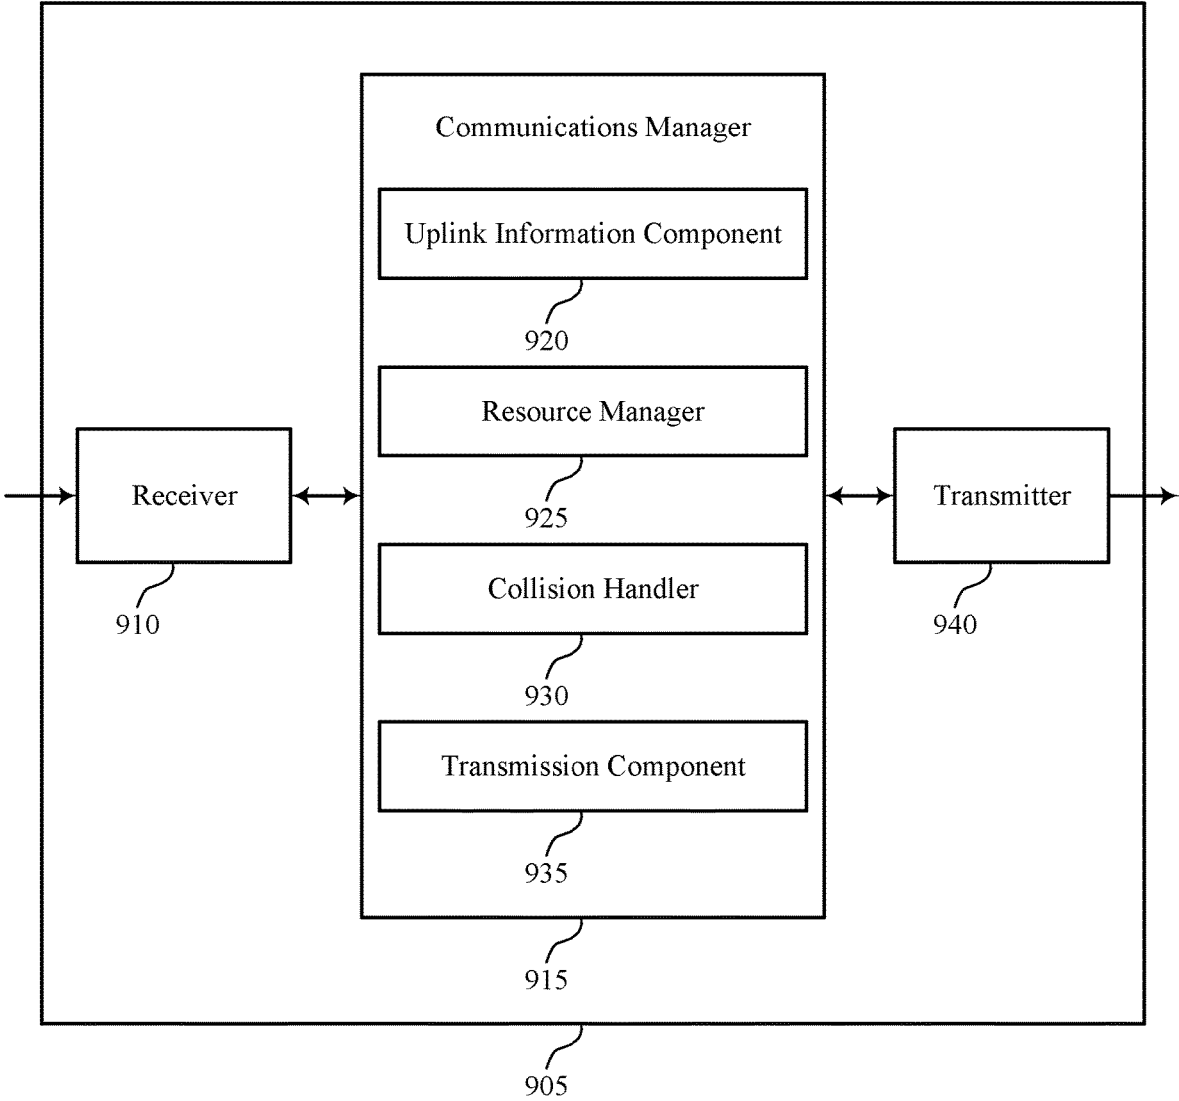 Communications Manager
Uplink Information Component
920
Resource Manager
925
Receiver
910
Collision Handler
930
Transmitter
940
Transmission Component
935
915
905